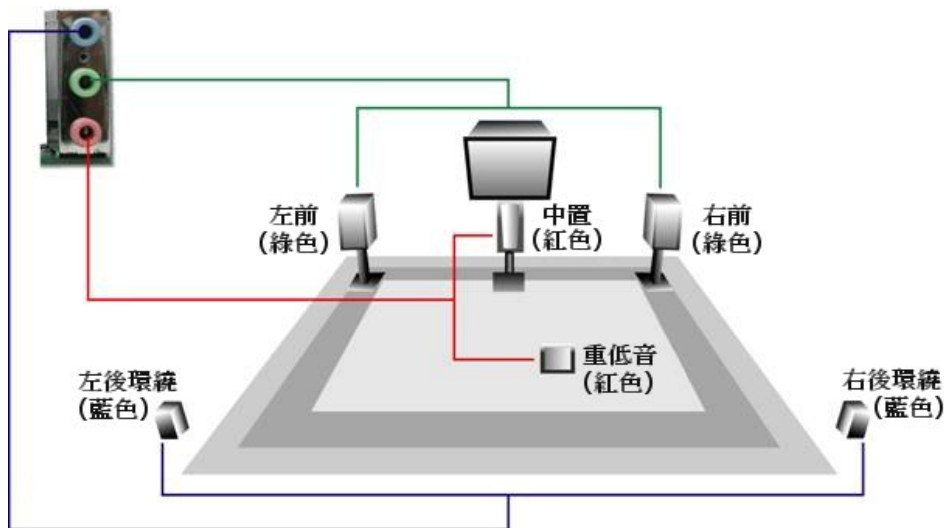 左前
(綠色)
中置
(紅色)
右前
(綠色)
重低音
(紅色)
左後環繞
(藍色)
右後環繞
(藍色)